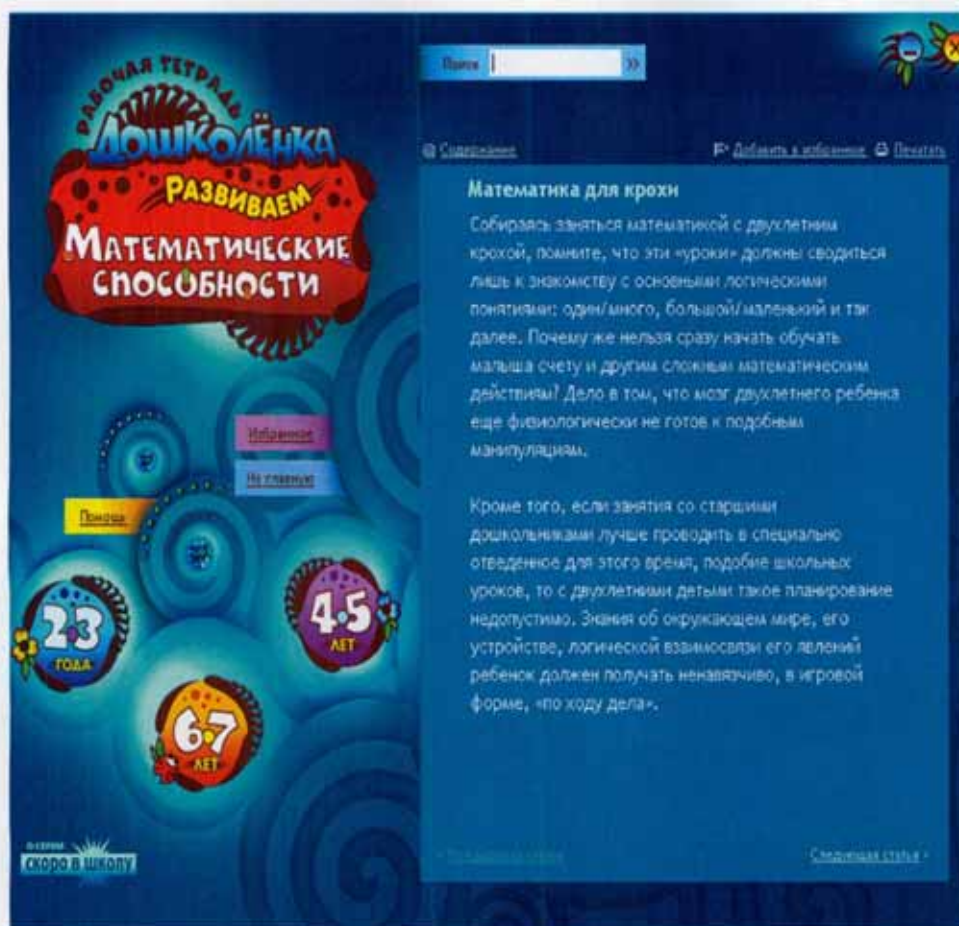 РАБОЧАЯ ТЕТРАДЬ
ДОШКОЛЁНКА
РАЗВИВАЕМ
МАТЕМАТИЧЕСКИЕ
СПОСОБНОСТИ
Избранное
На главную
Помощь
2-3
ГОДА
4-5
ЛЕТ
6-7
ЛЕТ
О СЕРИИ
СКОРО В ШКОЛУ
Поиск
Содержание
Добавить в избранное Печатать
Математика для крохи
Собираясь заняться математикой с двухлетним
крохой, помните, что эти «уроки» должны сводиться
лишь к знакомству с основными логическими
понятиями: один/много, большой/маленький и так
далее. Почему же нельзя сразу начать обучать
малыша счету и другим сложным математическим
действиям? Дело в том, что мозг двухлетнего ребенка
еще физиологически не готов к подобным
манипуляциям.
Кроме того, если занятия со старшими
дошкольниками лучше проводить в специально
отведенное для этого время, подобие школьных
уроков, то с двухлетними детьми такое планирование
недопустимо. Знания об окружающем мире, его
устройстве, логической взаимосвязи его явлений
ребенок должен получать ненавязчиво, в игровой
форме, «по ходу дела».
Следующая статья